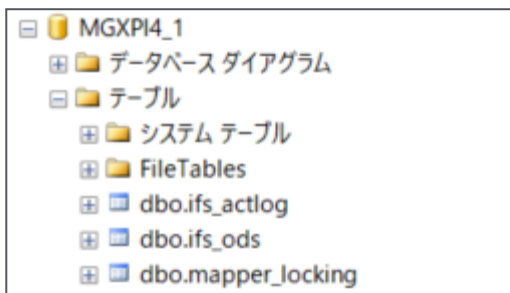 MGXPI4_1
データベース ダイアグラム
テーブル
システム テーブル
FileTables
dbo.ifs_actlog
dbo.ifs_ods
dbo.mapper_locking